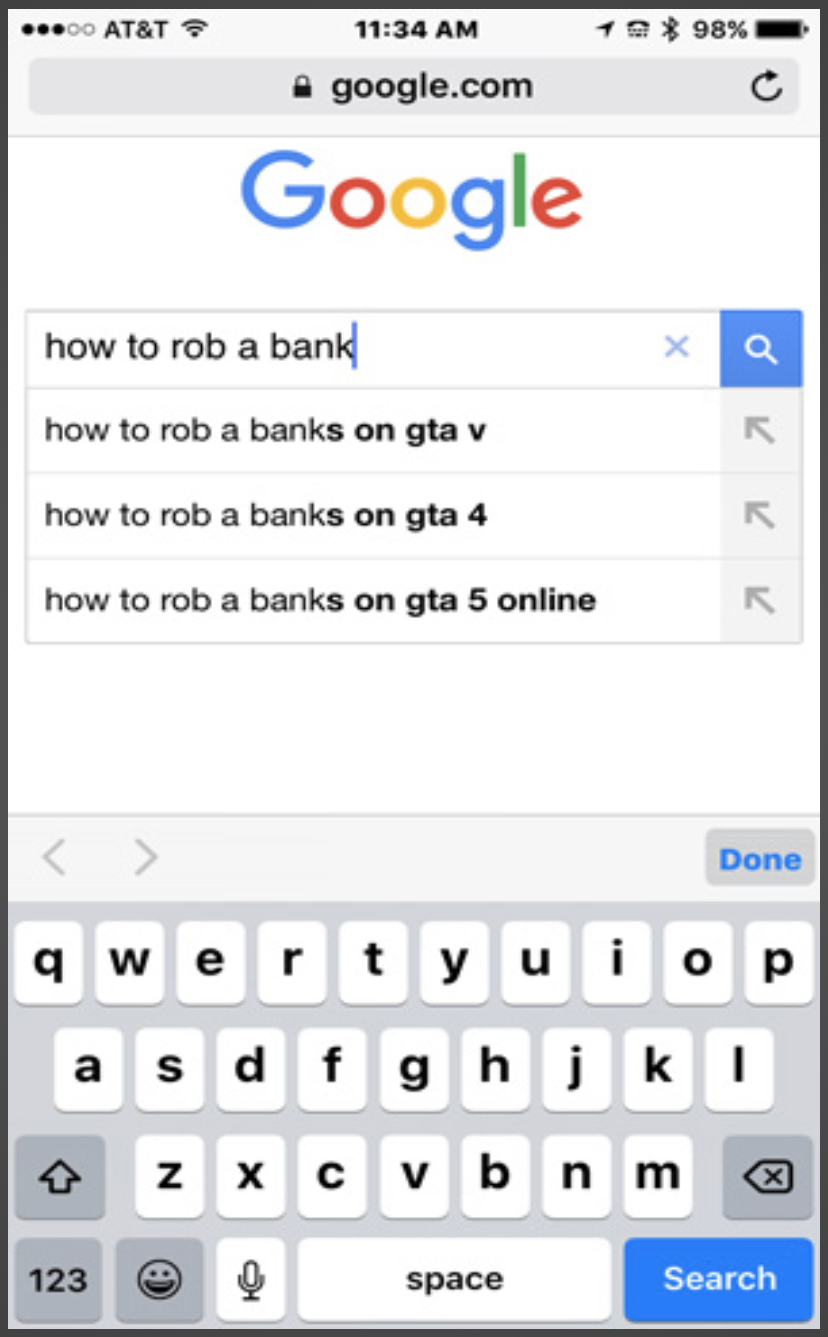 AT&T 11:34 AM 98%
google.com
Google
how to rob a bank
how to rob a banks on gta v
how to rob a banks on gta 4
how to rob a banks on gta 5 online
Done
q w e r t y u i o p
a s d f g h j k l
z x c v b n m
123 space Search